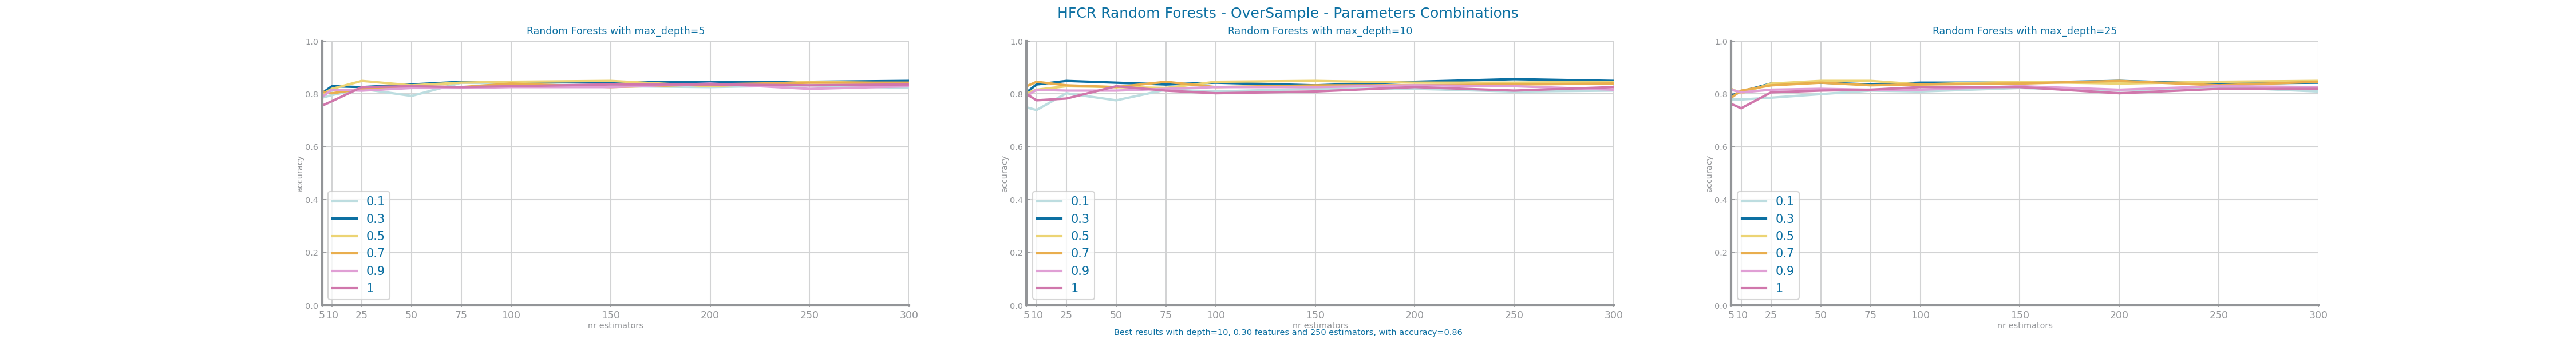 HFCR Random Forests - OverSample - Parameters Combinations
Random Forests with max_depth=5
1.0
0.8
0.6
0.4
0.2
0.0
accuracy
0.1
0.3
0.5
0.7
0.9
1
5 10 25 50 75 100 150 200 250 300
nr estimators
Random Forests with max_depth=10
1.0
0.8
0.6
0.4
0.2
0.0
accuracy
0.1
0.3
0.5
0.7
0.9
1
5 10 25 50 75 100 150 200 250 300
nr estimators
Best results with depth=10, 0.30 features and 250 estimators, with accuracy=0.86
Random Forests with max_depth=25
1.0
0.8
0.6
0.4
0.2
0.0
accuracy
0.1
0.3
0.5
0.7
0.9
1
5 10 25 50 75 100 150 200 250 300
nr estimators